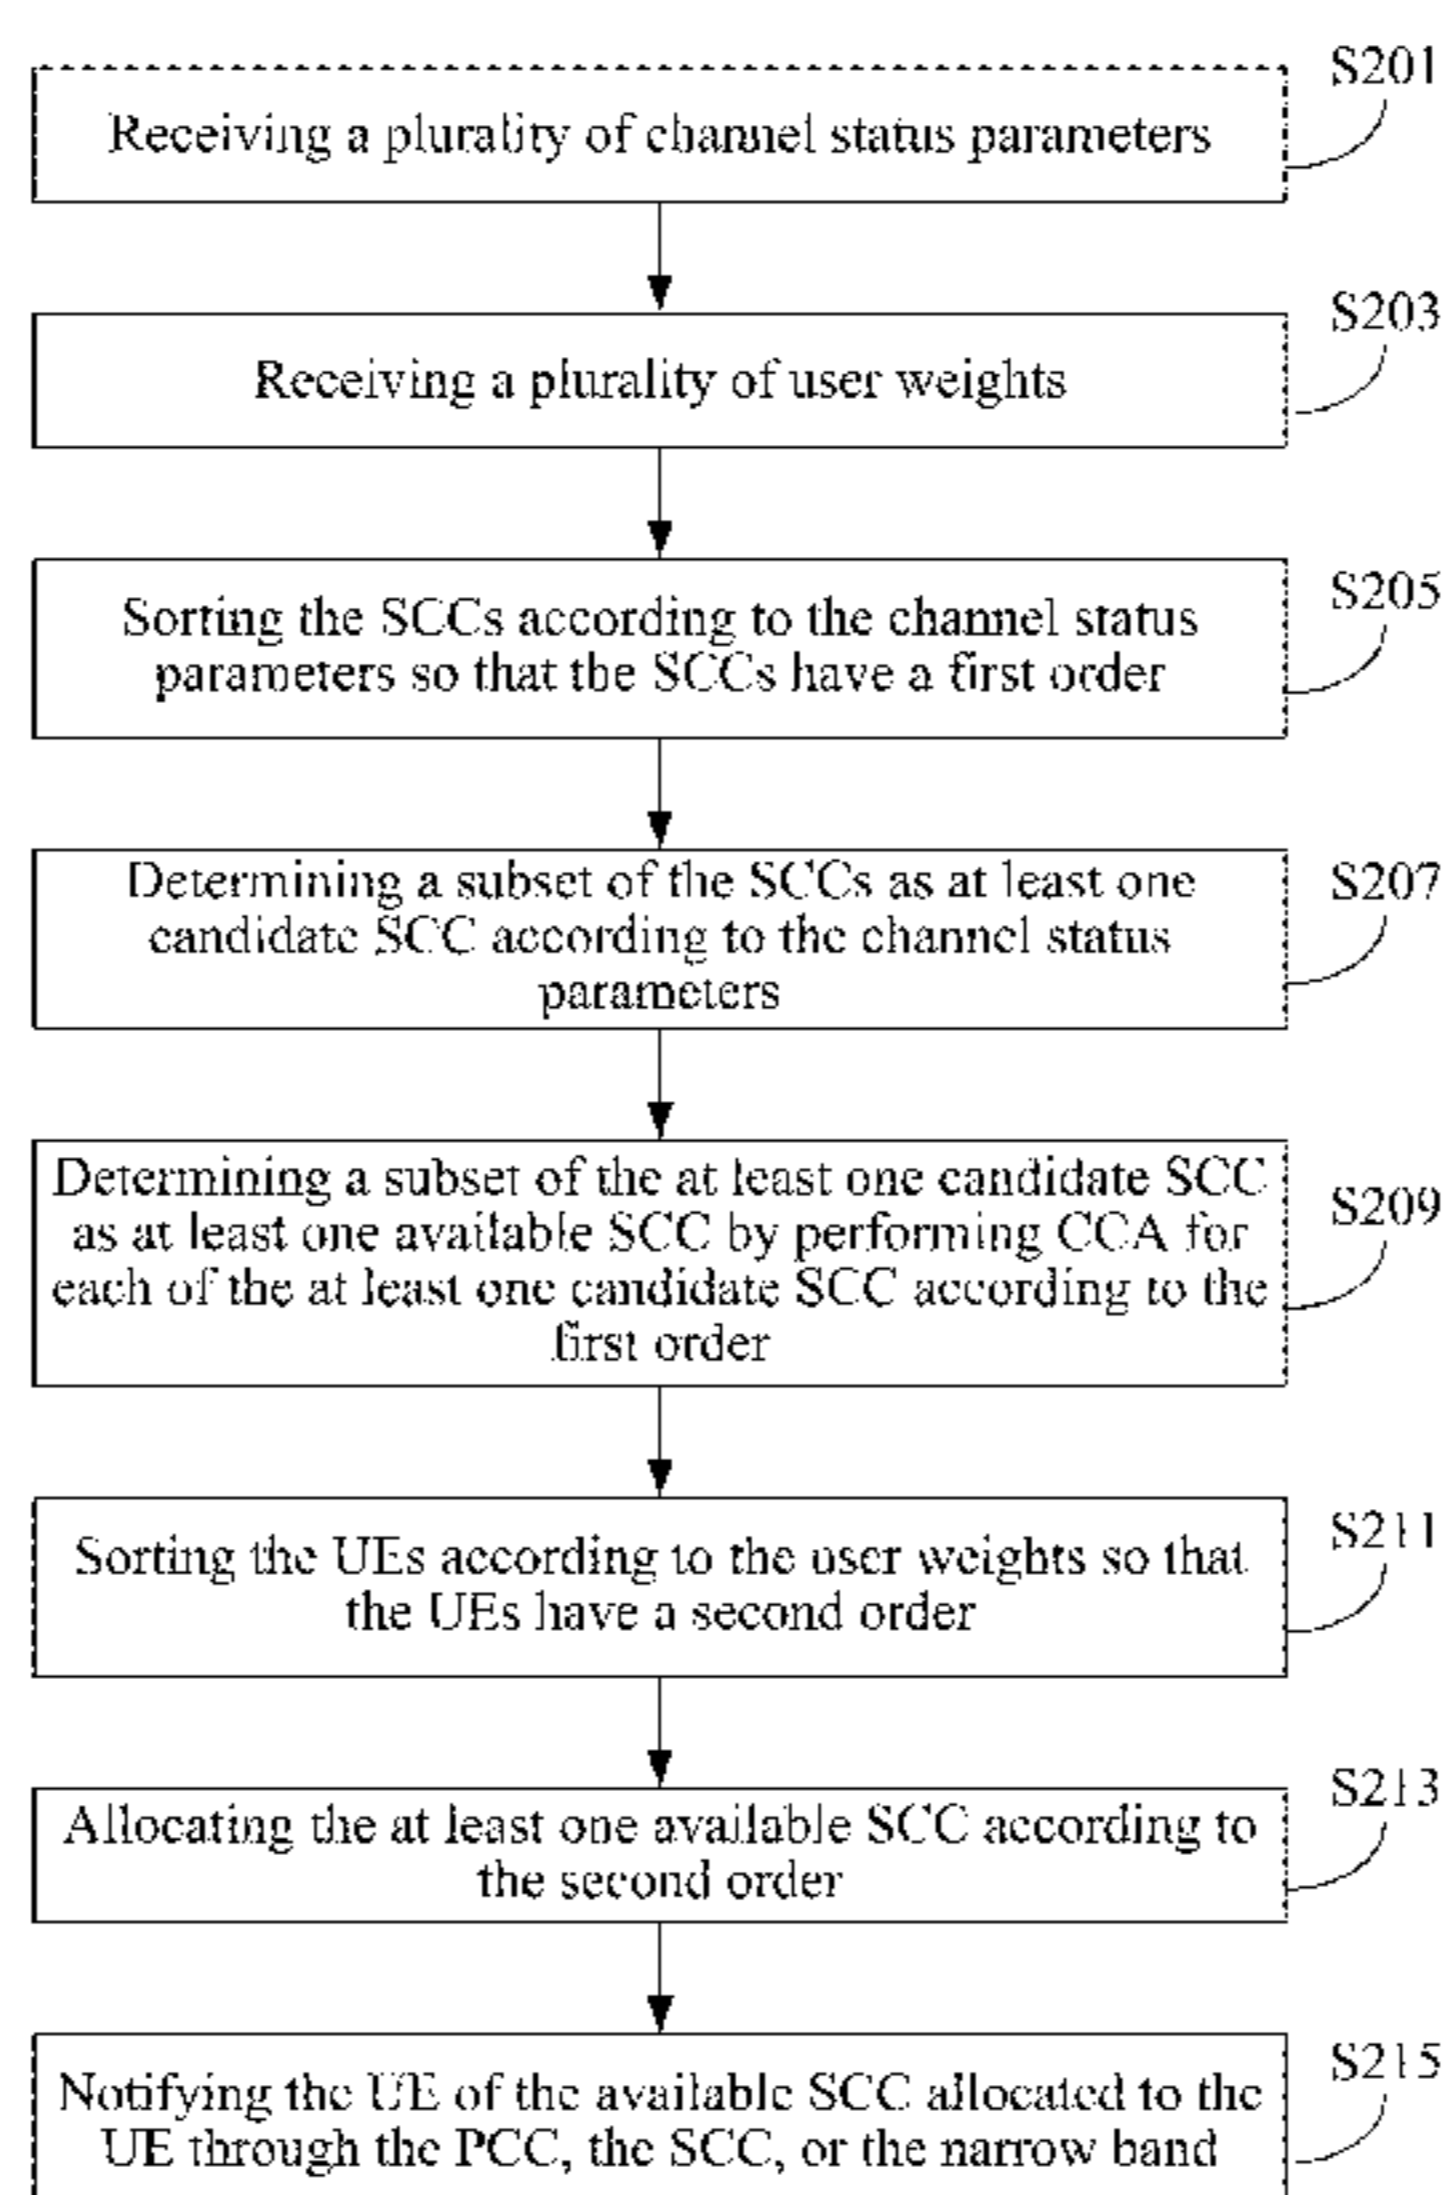 S201
Receiving a plurality of channel status parameters
S203
Receiving a plurality of user weights
S205
Sorting the SCCs according to the channel status
parameters so that the SCCs have a first order
S207
Determining a subset of the SCCs as at least one
candidate SCC according to the channel status
parameters
S209
Determining a subset of the at least one candidate SCC
as at least one available SCC by performing CCA for
each of the at least one candidate SCC according to the
first order
S211
Sorting the UEs according to the user weights so that
the UEs have a second order
S213
Allocating the at least one available SCC according to
the second order
S215
Notifying the UE of the available SCC allocated to the
UE through the PCC, the SCC, or the narrow band